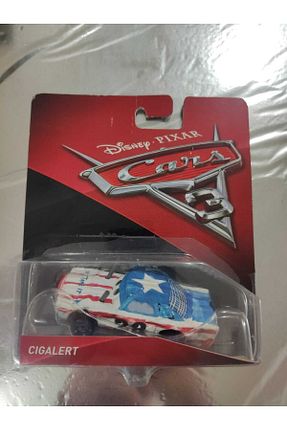 Disney · PIXAR
Cars
3
CIGALERT